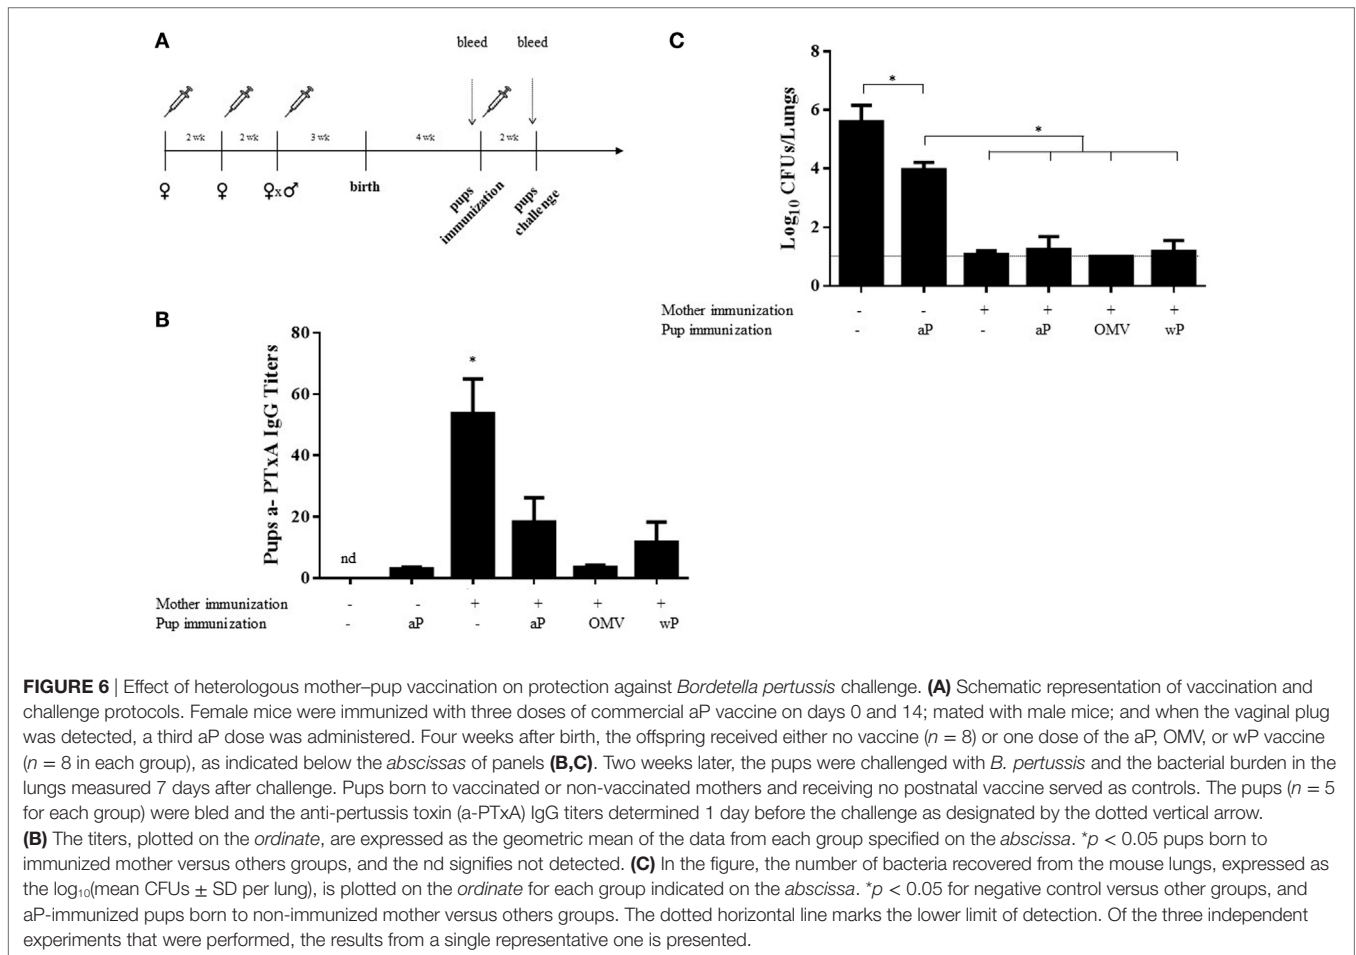 A
bleed
bleed
2 wk
2 wk
3 wk
4 wk
2 wk
♀
♀
♀x♂
birth
pups
immunization
pups
challenge
B
Pups a- PTxA IgG Titers
80
60
40
20
0
nd
*
Mother immunization - - + + + +
Pup immunization - aP - aP OMV wP
C
Log10 CFUs/Lungs
8
6
4
2
0
*
*
Mother immunization - - + + + +
Pup immunization - aP - aP OMV wP
FIGURE 6 | Effect of heterologous mother–pup vaccination on protection against Bordetella pertussis challenge. (A) Schematic representation of vaccination and
challenge protocols. Female mice were immunized with three doses of commercial aP vaccine on days 0 and 14; mated with male mice; and when the vaginal plug
was detected, a third aP dose was administered. Four weeks after birth, the offspring received either no vaccine (n = 8) or one dose of the aP, OMV, or wP vaccine
(n = 8 in each group), as indicated below the abscissas of panels (B,C). Two weeks later, the pups were challenged with B. pertussis and the bacterial burden in the
lungs measured 7 days after challenge. Pups born to vaccinated or non-vaccinated mothers and receiving no postnatal vaccine served as controls. The pups (n = 5
for each group) were bled and the anti-pertussis toxin (a-PTxA) IgG titers determined 1 day before the challenge as designated by the dotted vertical arrow.
(B) The titers, plotted on the ordinate, are expressed as the geometric mean of the data from each group specified on the abscissa. *p < 0.05 pups born to
immunized mother versus others groups, and the nd signifies not detected. (C) In the figure, the number of bacteria recovered from the mouse lungs, expressed as
the log10(mean CFUs ± SD per lung), is plotted on the ordinate for each group indicated on the abscissa. *p < 0.05 for negative control versus other groups, and
aP-immunized pups born to non-immunized mother versus others groups. The dotted horizontal line marks the lower limit of detection. Of the three independent
experiments that were performed, the results from a single representative one is presented.